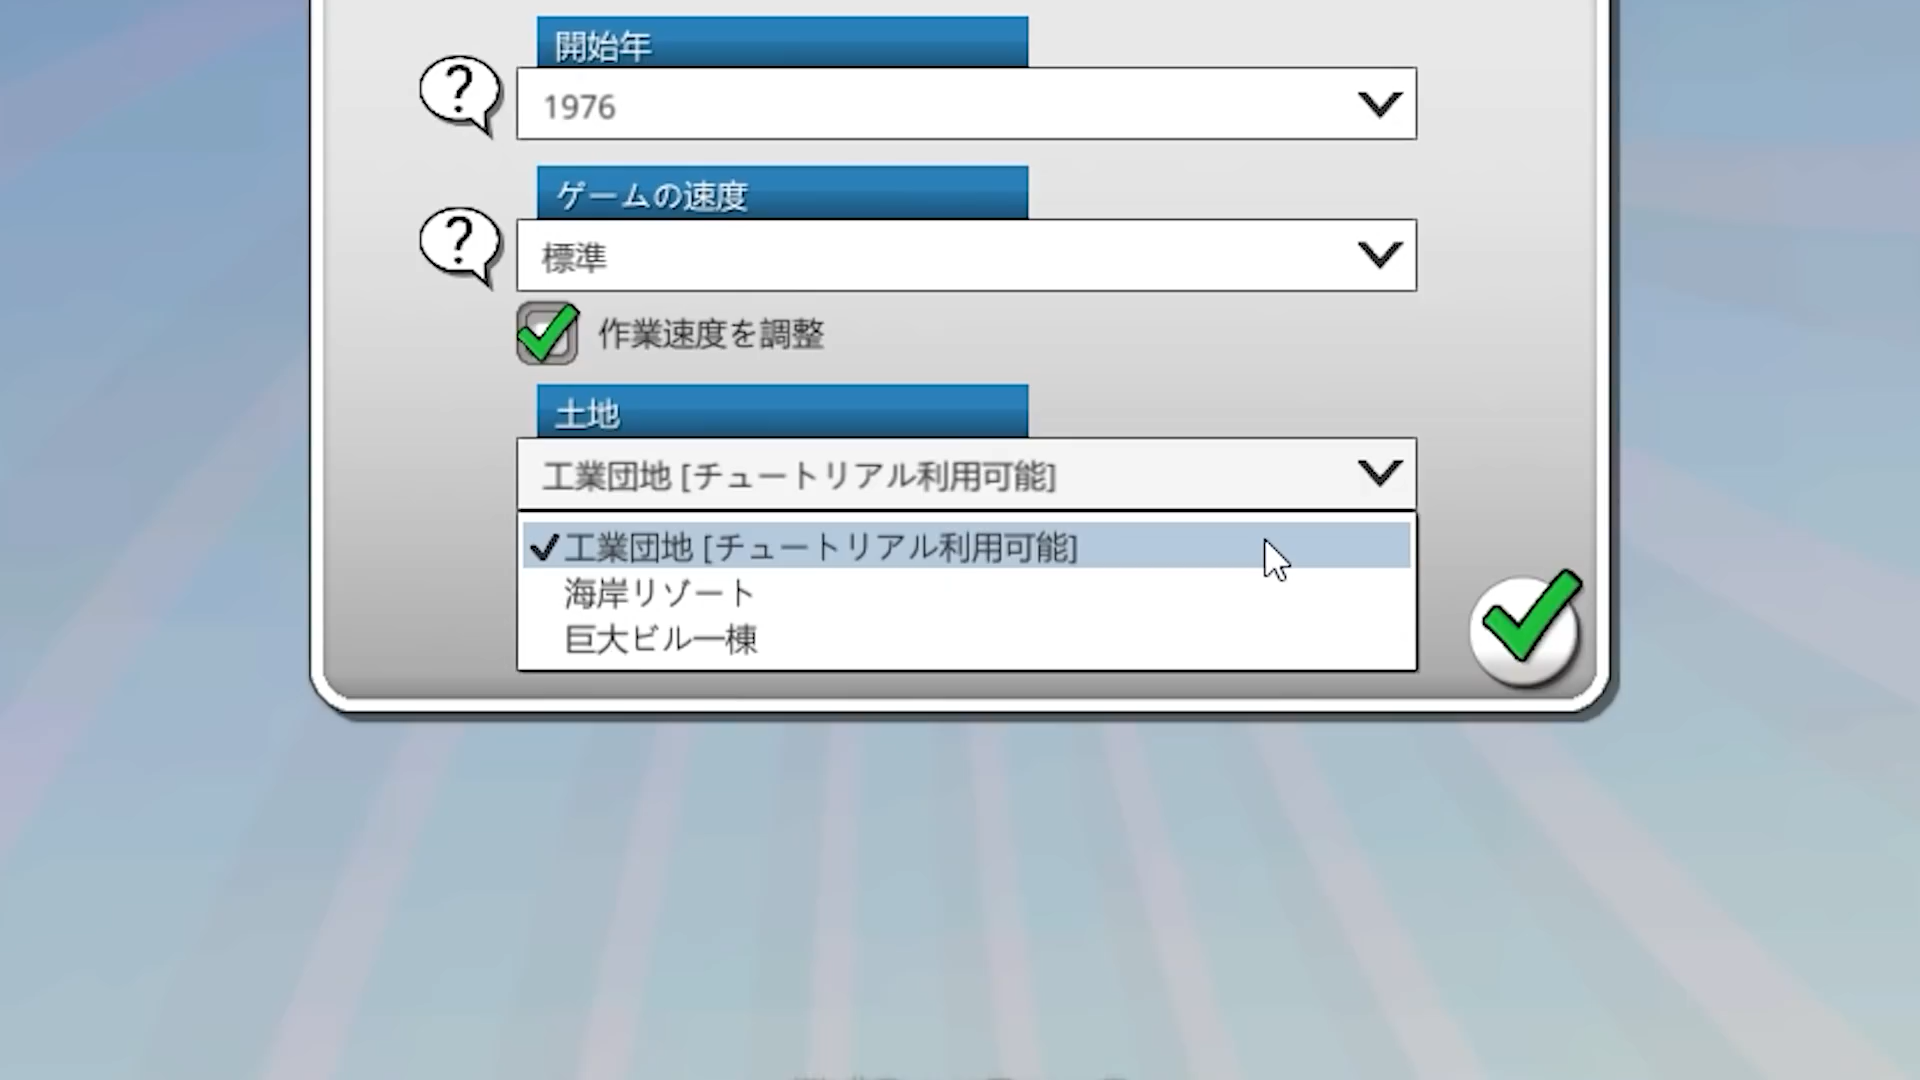 開始年
1976
ゲームの速度
標準
作業速度を調整
土地
工業団地 [チュートリアル利用可能]
工業団地 [チュートリアル利用可能]
海岸リゾート
巨大ビル一棟